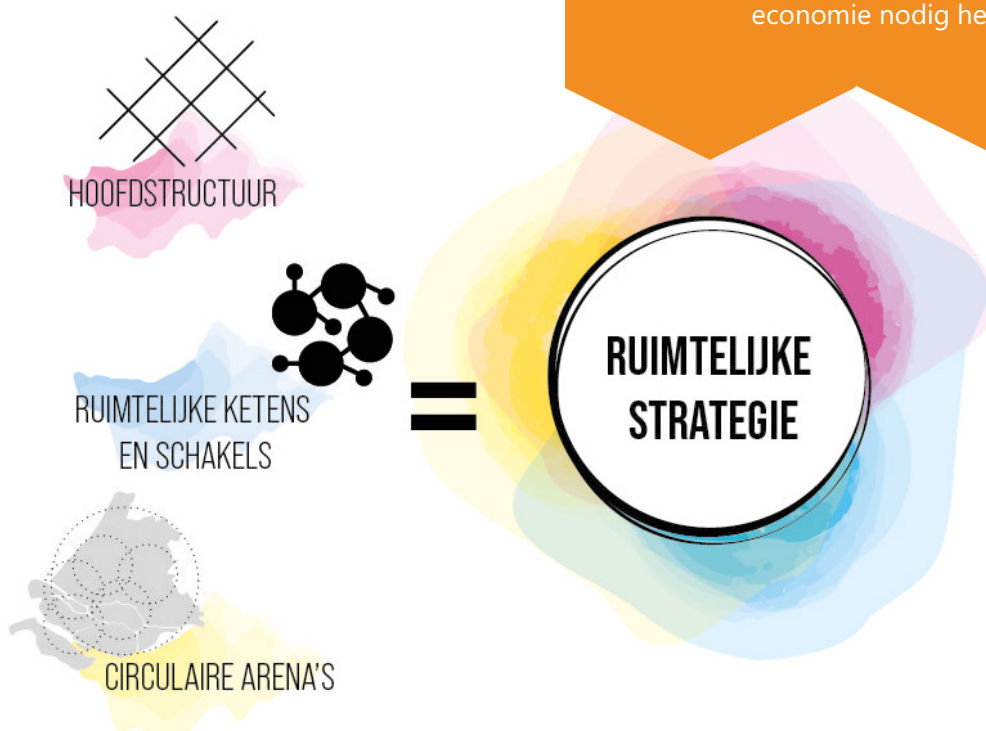 economie nodig he
HOOFDSTRUCTUUR
RUIMTELIJKE KETENS
EN SCHAKELS
CIRCULAIRE ARENA'S
=
RUIMTELIJKE
STRATEGIE